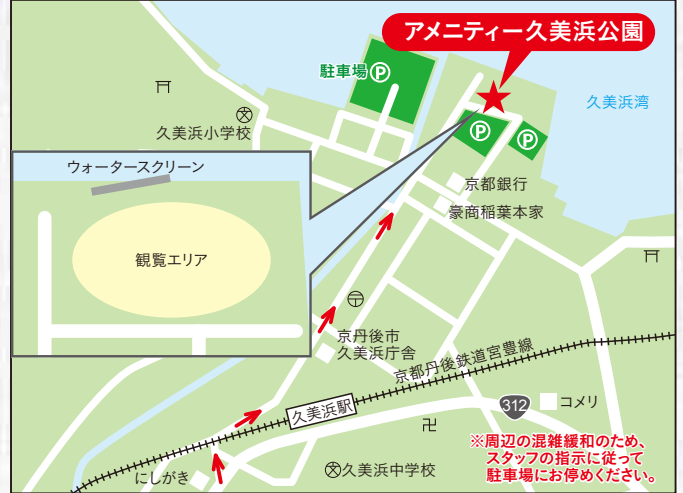 アメニティー久美浜公園
駐車場 P
久美浜湾
文
久美浜小学校
P
P
ウォータースクリーン
京都銀行
豪商稲葉本家
観覧エリア
〒
京丹後市
久美浜庁舎
京都丹後鉄道宮豊線
久美浜駅
312
コメリ
卍
※周辺の混雑緩和のため、
スタッフの指示に従って
駐車場にお停めください。
にしがき
文久美浜中学校